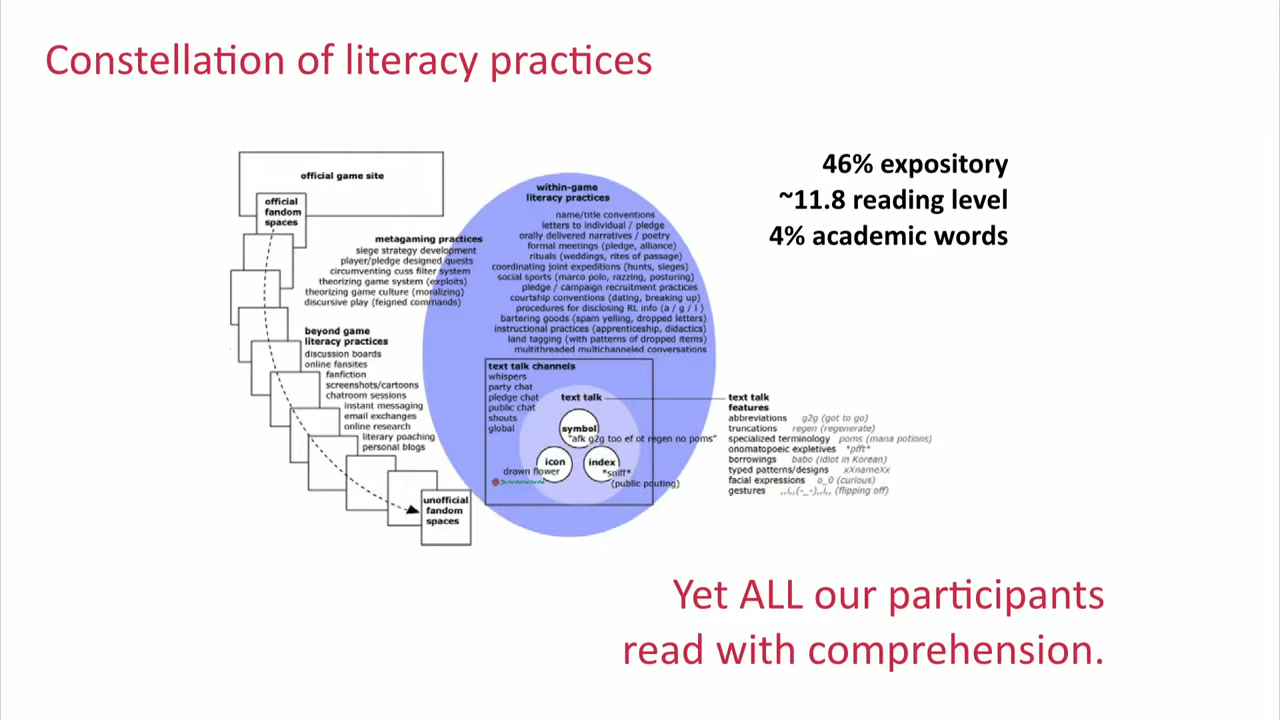 Constellation of literacy practices
46% expository
~11.8 reading level
4% academic words
official game site
official
fandom
spaces
metagaming practices
siege strategy development
player/pledge designed quests
circumventing cuss filter system
theorizing game system (exploits)
theorizing game culture (moralizing)
discursive play (feigned commands)
beyond game
literacy practices
discussion boards
online fansites
fanfiction
screenshots/cartoons
chatroom sessions
instant messaging
email exchanges
online research
literary poaching
personal blogs
unofficial
fandom
spaces
within-game
literacy practices
name/title conventions
letters to individual / pledge
orally delivered narratives / poetry
formal meetings (pledge, alliance)
rituals (weddings, rites of passage)
coordinating joint expeditions (hunts, sieges)
social sports (marco polo, razzing, posturing)
pledge / campaign recruitment practices
courtship conventions (dating, breaking up)
procedures for disclosing RL info (a / g / l )
bartering goods (spam yelling, dropped letters)
instructional practices (apprenticeship, didactics)
land tagging (with patterns of dropped items)
multithreaded multichanneled conversations
text talk channels
whispers
party chat
pledge chat
public chat
shouts
global
text talk
symbol
"afk g2g too ef ot regen no poms"
icon
drawn flower
index
*sniff*
(public pouting)
text talk
features
abbreviations g2g (got to go)
truncations regen (regenerate)
specialized terminology poms (mana potions)
onomatopoeic expletives *pfft*
borrowings babo (idiot in Korean)
typed patterns/designs xXnameXx
facial expressions o_0 (curious)
gestures ,,i,,(-_-),,i,, (flipping off)
Yet ALL our participants
read with comprehension.